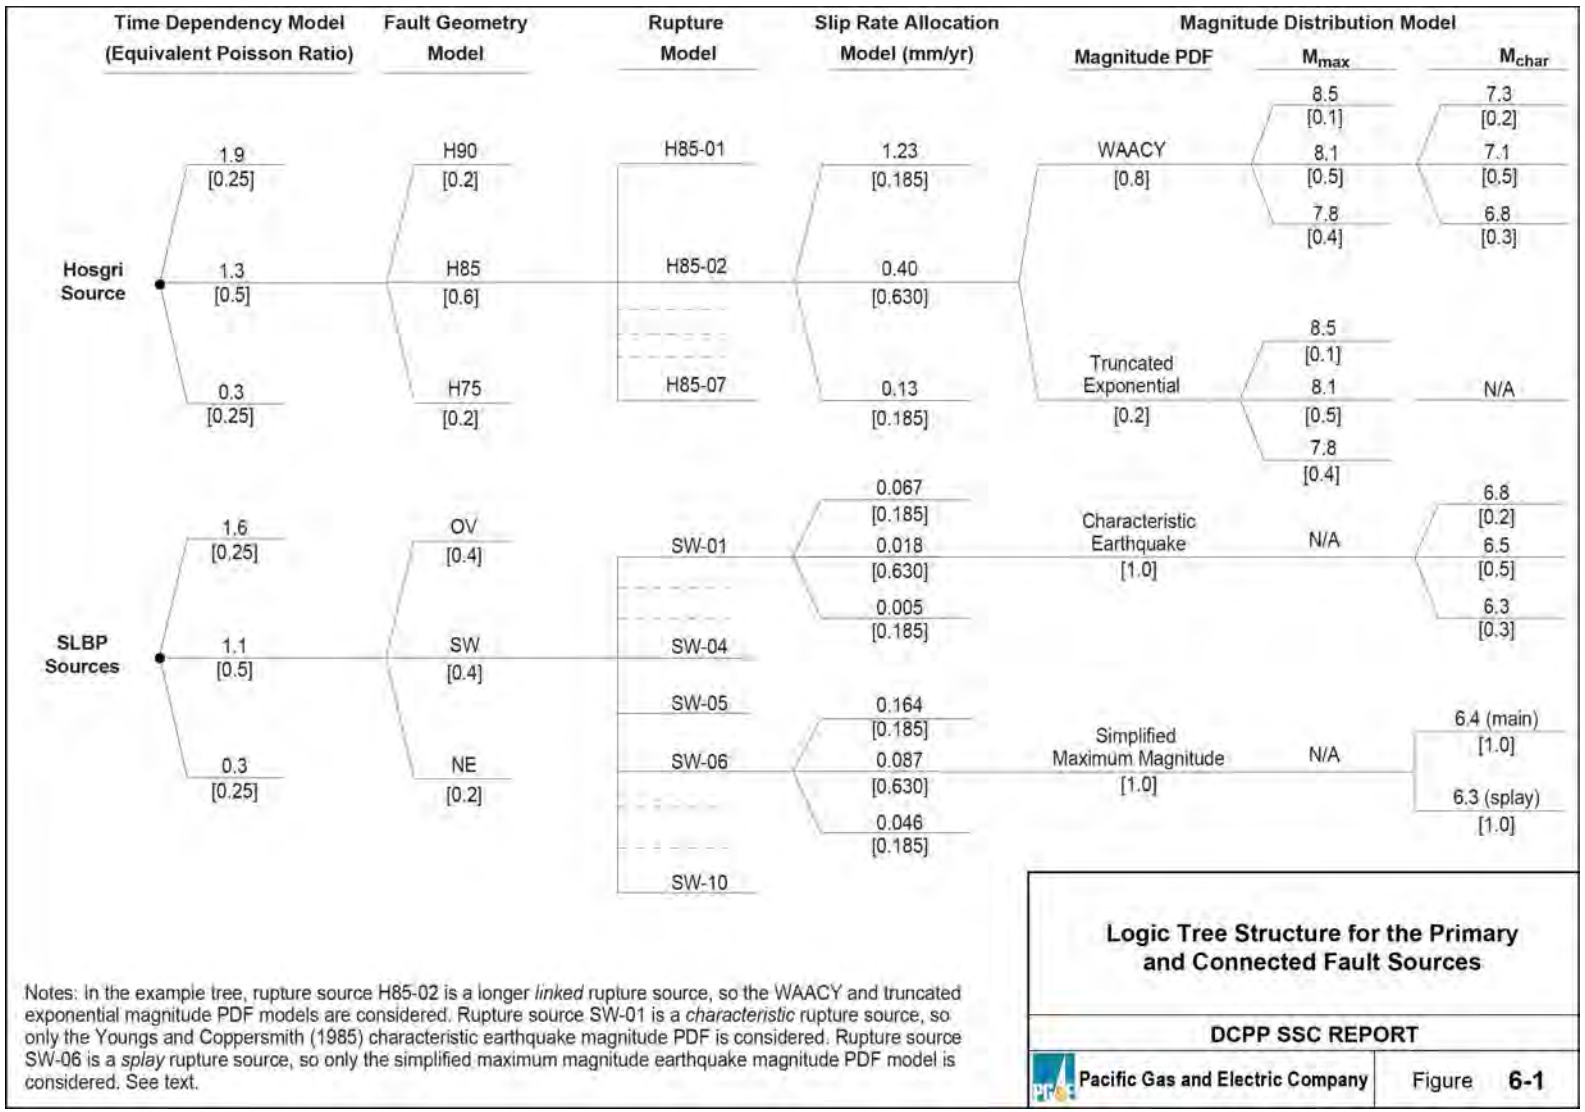 Time Dependency Model Fault Geometry Rupture Slip Rate Allocation Magnitude Distribution Model
(Equivalent Poisson Ratio) Model Model Model (mm/yr) Magnitude PDF Mmax Mchar
8.5 7.3
[0.1] [0.2]
1.9 H90 H85-01 1.23 WAACY 8.1 7.1
[0.25] [0.2] [0.185] [0.8] [0.5] [0.5]
7.8 6.8
[0.4] [0.3]
Hosgri 1.3 H85 H85-02 0.40
Source [0.5] [0.6] [0.630]
8.5
[0.1]
Truncated
0.3 H75 H85-07 0.13 Exponential 8.1 N/A
[0.25] [0.2] [0.185] [0.2] [0.5]
7.8
[0.4]
0.067 6.8
[0.185] [0.2]
1.6 OV Characteristic
[0.25] [0.4] SW-01 0.018 Earthquake N/A 6.5
[0.630] [1.0] [0.5]
0.005 6.3
[0.185] [0.3]
SLBP 1.1 SW SW-04
Sources [0.5] [0.4]
SW-05 0.164 6.4 (main)
[0.185] [1.0]
Simplified
0.3 NE SW-06 0.087 Maximum Magnitude N/A
[0.25] [0.2] [0.630] [1.0]
6.3 (splay)
0.046 [1.0]
[0.185]
SW-10
Logic Tree Structure for the Primary
and Connected Fault Sources
Notes: In the example tree, rupture source H85-02 is a longer linked rupture source, so the WAACY and truncated
exponential magnitude PDF models are considered. Rupture source SW-01 is a characteristic rupture source, so
only the Youngs and Coppersmith (1985) characteristic earthquake magnitude PDF is considered. Rupture source
SW-06 is a splay rupture source, so only the simplified maximum magnitude earthquake magnitude PDF model is
considered. See text.
DCPP SSC REPORT
PG&E Pacific Gas and Electric Company Figure 6-1